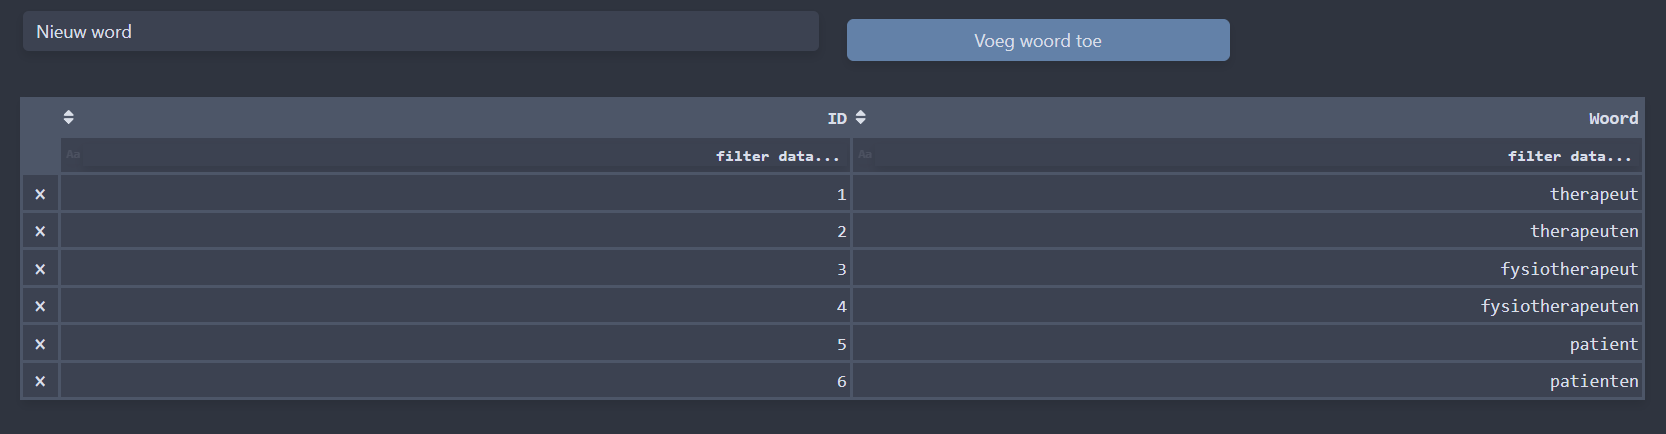 Nieuw word
Voeg woord toe
ID Woord
Aa filter data... Aa filter data...
x 1 therapeut
x 2 therapeuten
x 3 fysiotherapeut
x 4 fysiotherapeuten
x 5 patient
x 6 patienten